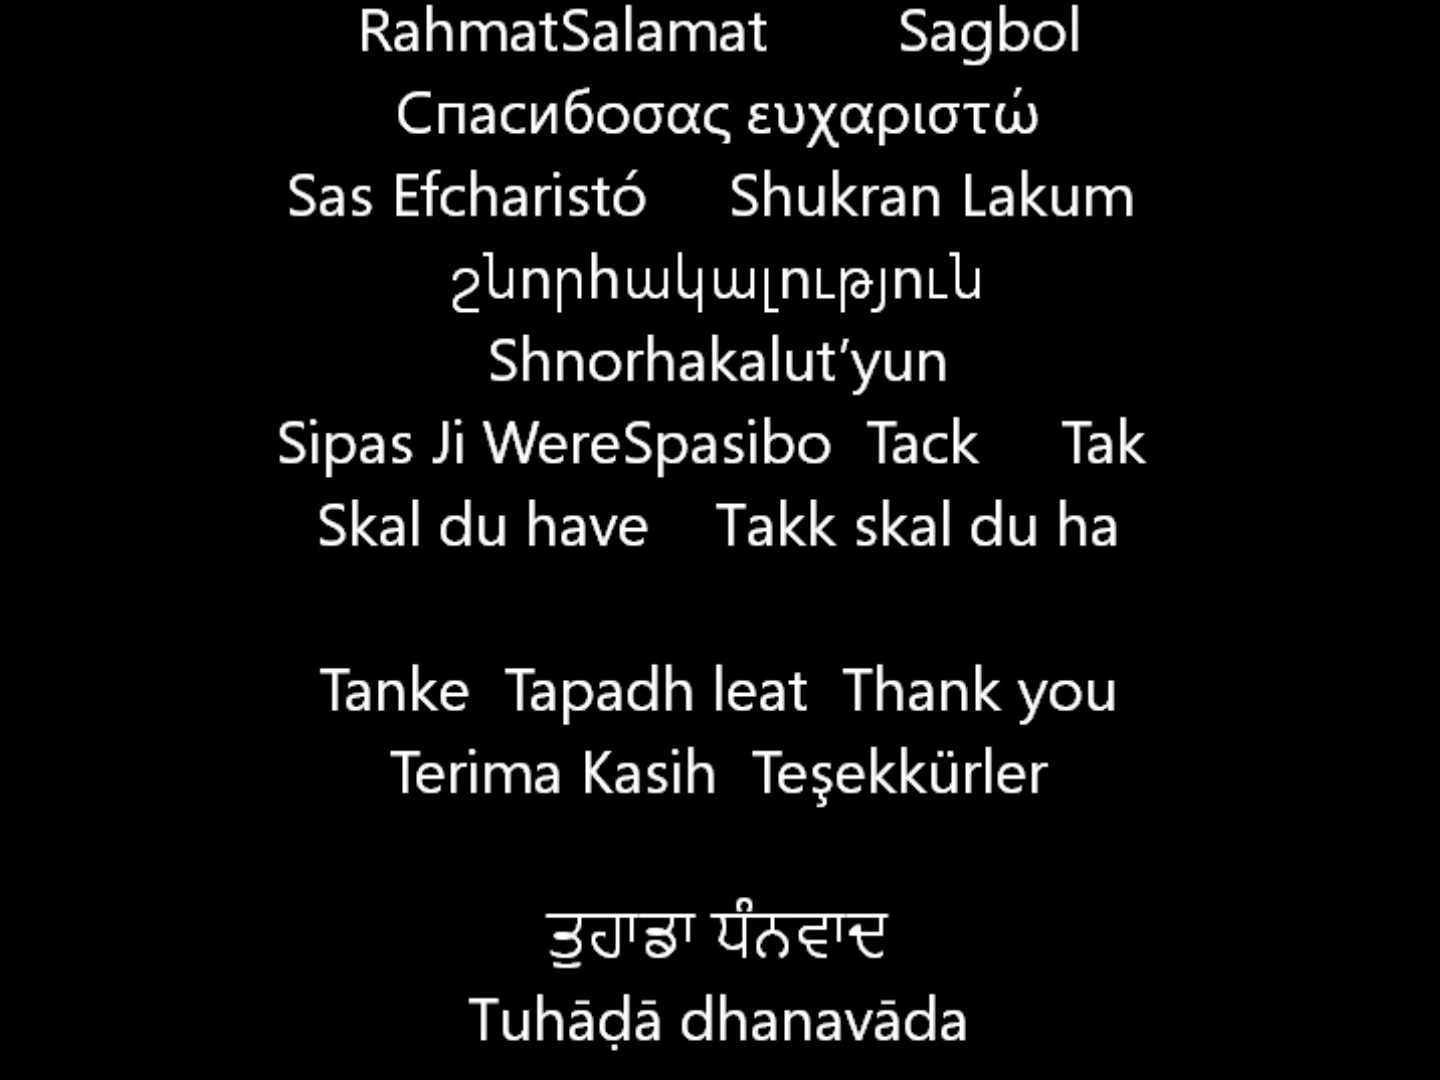 RahmatSalamat Sagbol
Спасибоσας ευχαριστώ
Sas Efcharistó Shukran Lakum
շնորհակալություն
Shnorhakalut’yun
Sipas Ji WereSpasibo Tack Tak
Skal du have Takk skal du ha
Tanke Tapadh leat Thank you
Terima Kasih Teşekkürler
ਤੁਹਾਡਾ ਧੰਨਵਾਦ
Tuhāḍā dhanavāda